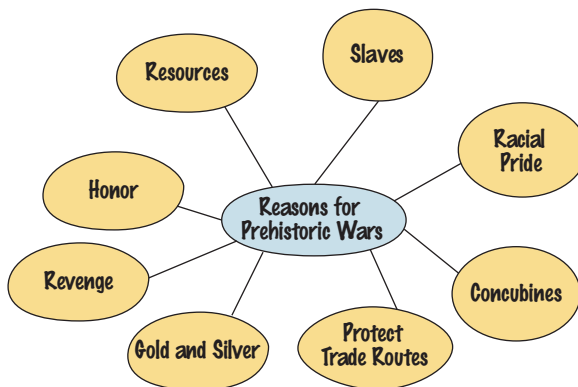 Slaves
Resources
Racial
Pride
Honor
Reasons for
Prehistoric Wars
Revenge
Concubines
Gold and Silver
Protect
Trade Routes